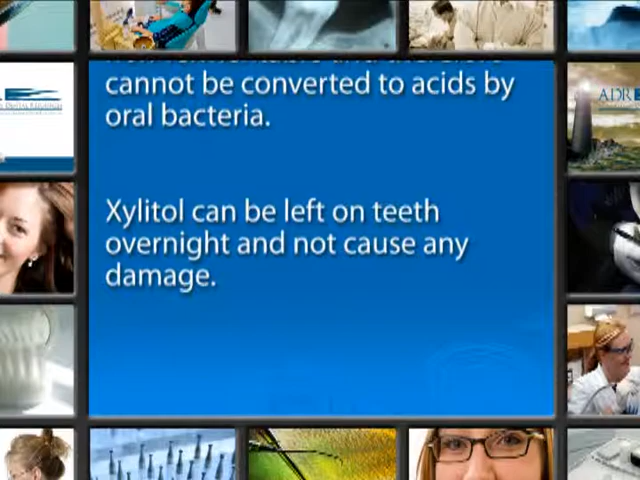 cannot be converted to acids by
oral bacteria.
Xylitol can be left on teeth
overnight and not cause any
damage.
ADR